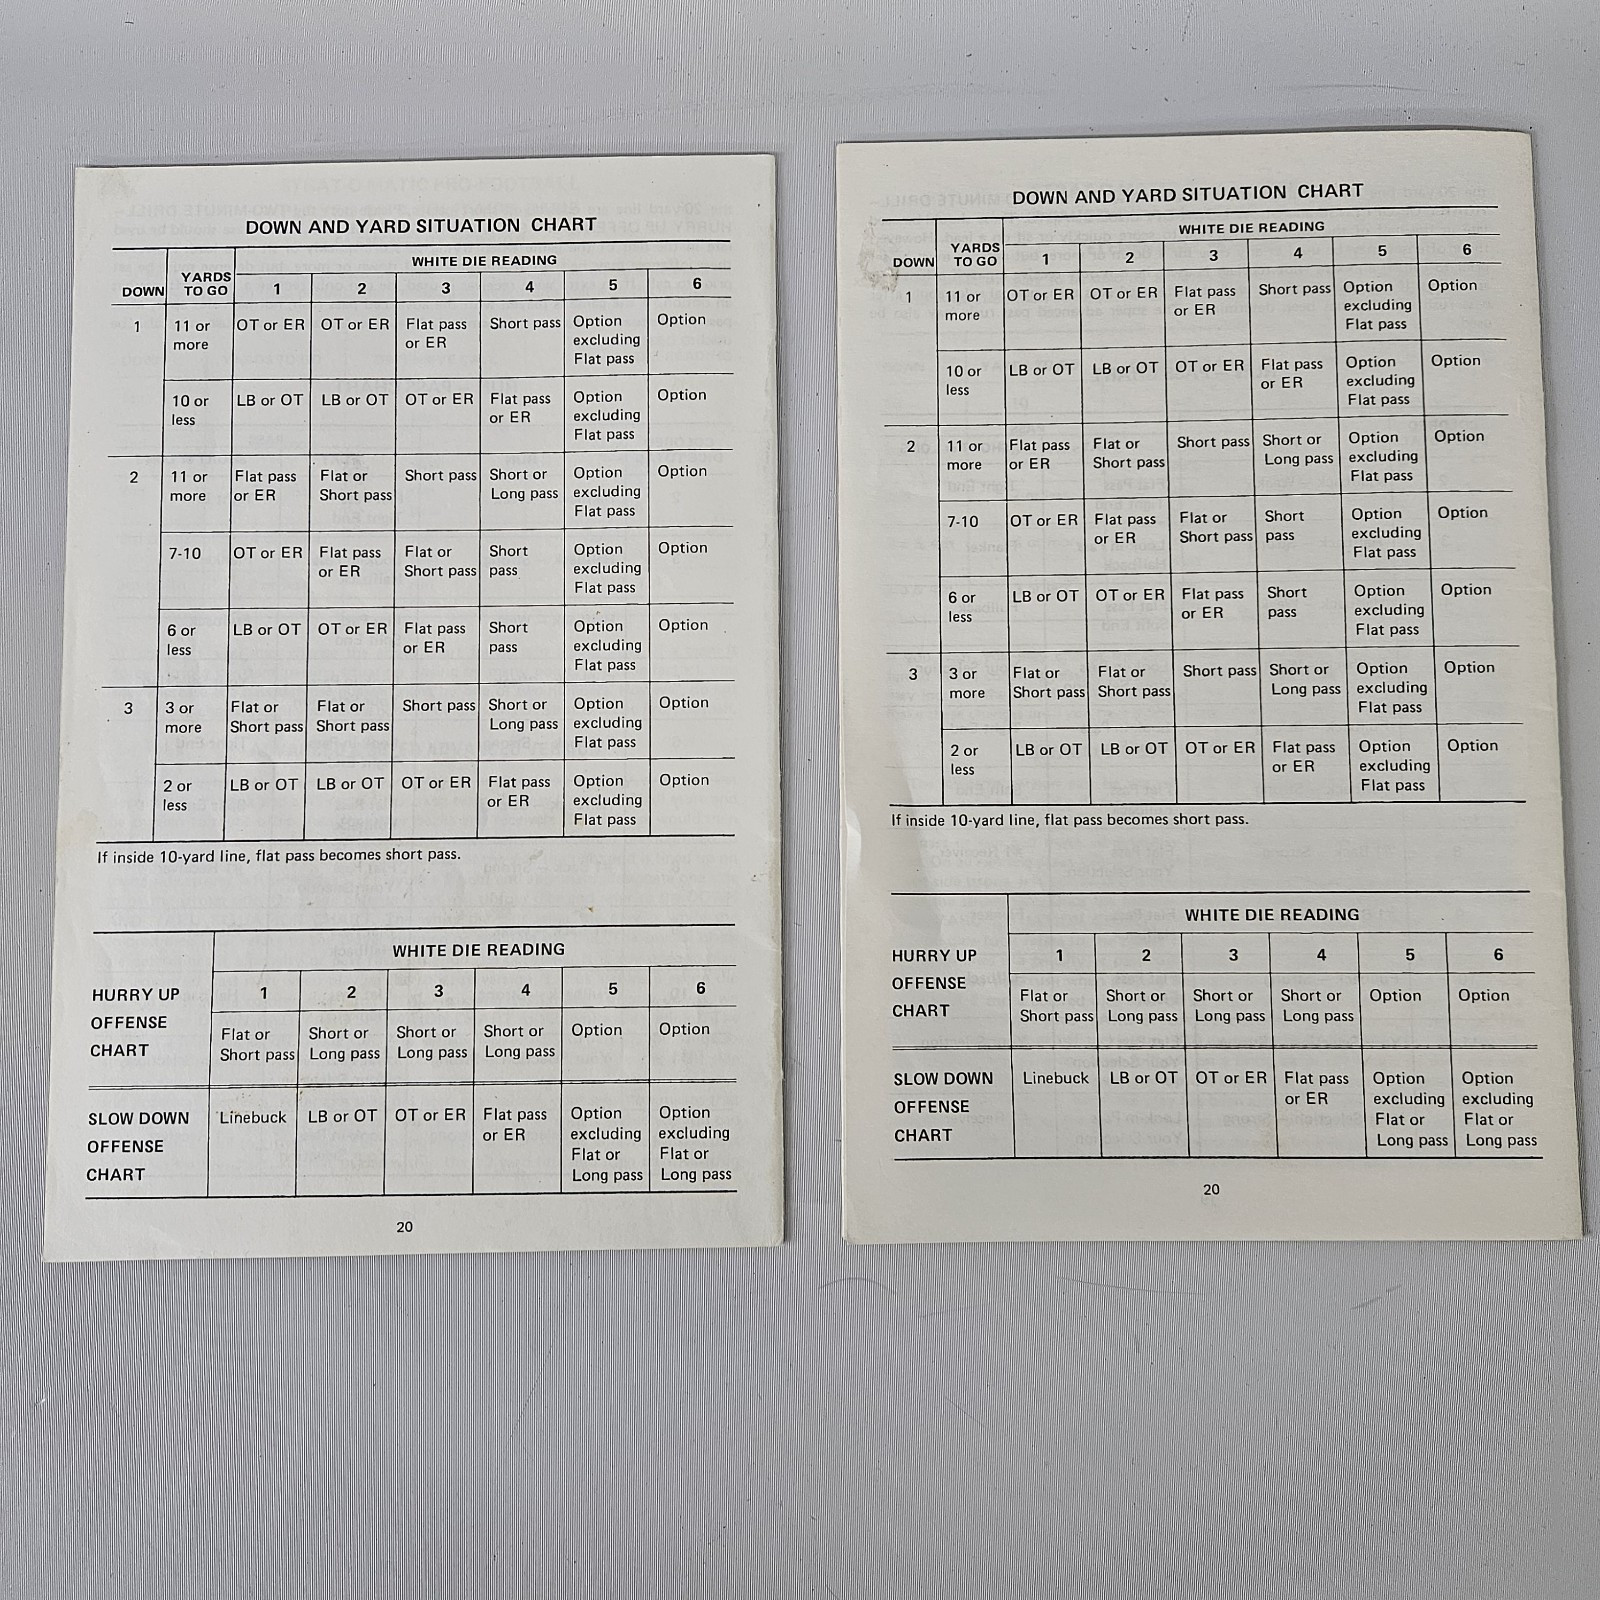 DOWN AND YARD SITUATION CHART
WHITE DIE READING
DOWN YARDS TO GO 1 2 3 4 5 6
1 11 or more OT or ER OT or ER Flat pass or ER Short pass Option excluding Flat pass Option
10 or less LB or OT LB or OT OT or ER Flat pass or ER Option excluding Flat pass Option
2 11 or more Flat pass or ER Flat or Short pass Short pass Short or Long pass Option excluding Flat pass Option
7-10 OT or ER Flat pass or ER Flat or Short pass Short pass Option excluding Flat pass Option
6 or less LB or OT OT or ER Flat pass or ER Short pass Option excluding Flat pass Option
3 3 or more Flat or Short pass Flat or Short pass Short pass Short or Long pass Option excluding Flat pass Option
2 or less LB or OT LB or OT OT or ER Flat pass or ER Option excluding Flat pass Option
If inside 10-yard line, flat pass becomes short pass.
WHITE DIE READING
HURRY UP OFFENSE CHART 1 2 3 4 5 6
Flat or Short pass Short or Long pass Short or Long pass Short or Long pass Option Option
SLOW DOWN OFFENSE CHART Linebuck LB or OT OT or ER Flat pass or ER Option excluding Flat or Long pass Option excluding Flat or Long pass
20
DOWN AND YARD SITUATION CHART
WHITE DIE READING
DOWN YARDS TO GO 1 2 3 4 5 6
1 11 or more OT or ER OT or ER Flat pass or ER Short pass Option excluding Flat pass Option
10 or less LB or OT LB or OT OT or ER Flat pass or ER Option excluding Flat pass Option
2 11 or more Flat pass or ER Flat or Short pass Short pass Short or Long pass Option excluding Flat pass Option
7-10 OT or ER Flat pass or ER Flat or Short pass Short pass Option excluding Flat pass Option
6 or less LB or OT OT or ER Flat pass or ER Short pass Option excluding Flat pass Option
3 3 or more Flat or Short pass Flat or Short pass Short pass Short or Long pass Option excluding Flat pass Option
2 or less LB or OT LB or OT OT or ER Flat pass or ER Option excluding Flat pass Option
If inside 10-yard line, flat pass becomes short pass.
WHITE DIE READING
HURRY UP OFFENSE CHART 1 2 3 4 5 6
Flat or Short pass Short or Long pass Short or Long pass Short or Long pass Option Option
SLOW DOWN OFFENSE CHART Linebuck LB or OT OT or ER Flat pass or ER Option excluding Flat or Long pass Option excluding Flat or Long pass
20